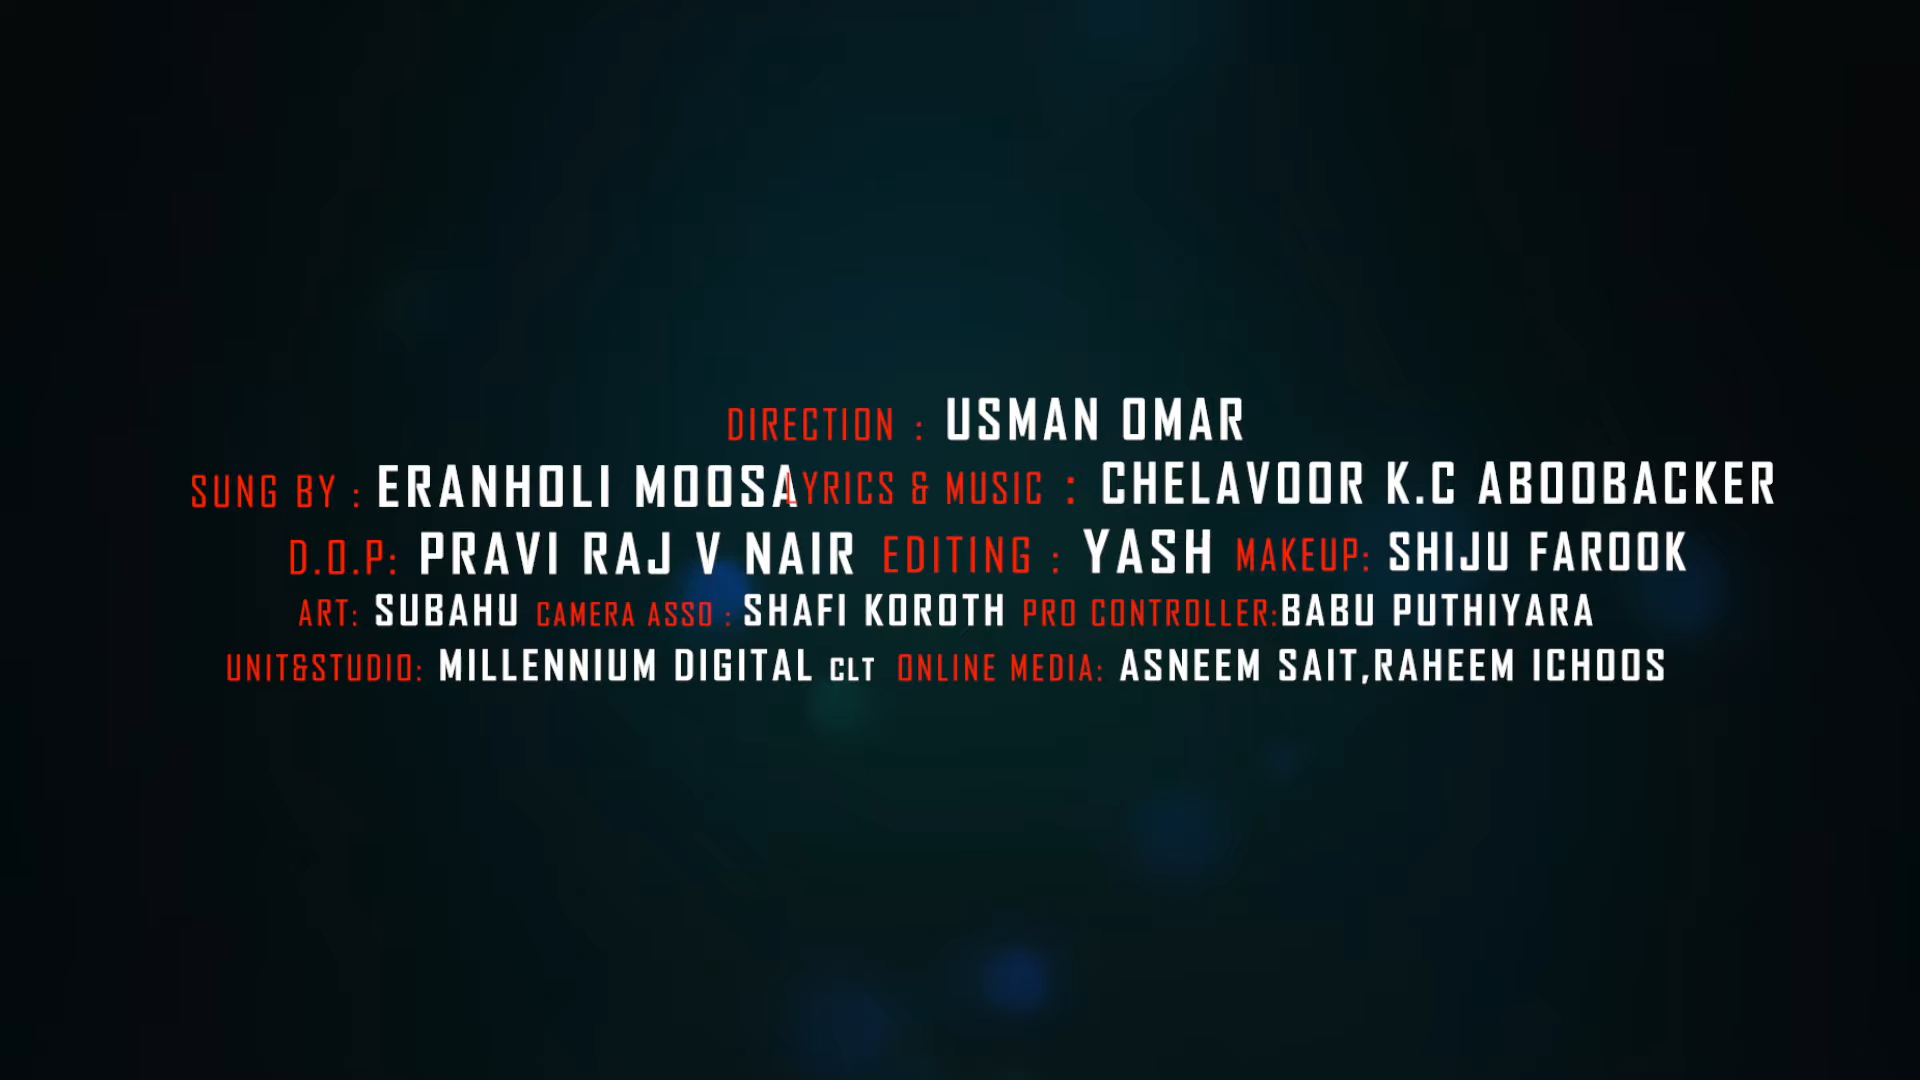 DIRECTION : USMAN OMAR
SUNG BY : ERANHOLI MOOSA LYRICS & MUSIC : CHELAVOOR K.C ABOOBACKER
D.O.P: PRAVI RAJ V NAIR EDITING : YASH MAKEUP: SHIJU FAROOK
ART: SUBAHU CAMERA ASSO : SHAFI KOROTH PRO CONTROLLER:BABU PUTHIYARA
UNIT&STUDIO: MILLENNIUM DIGITAL CLT ONLINE MEDIA: ASNEEM SAIT,RAHEEM ICHOOS